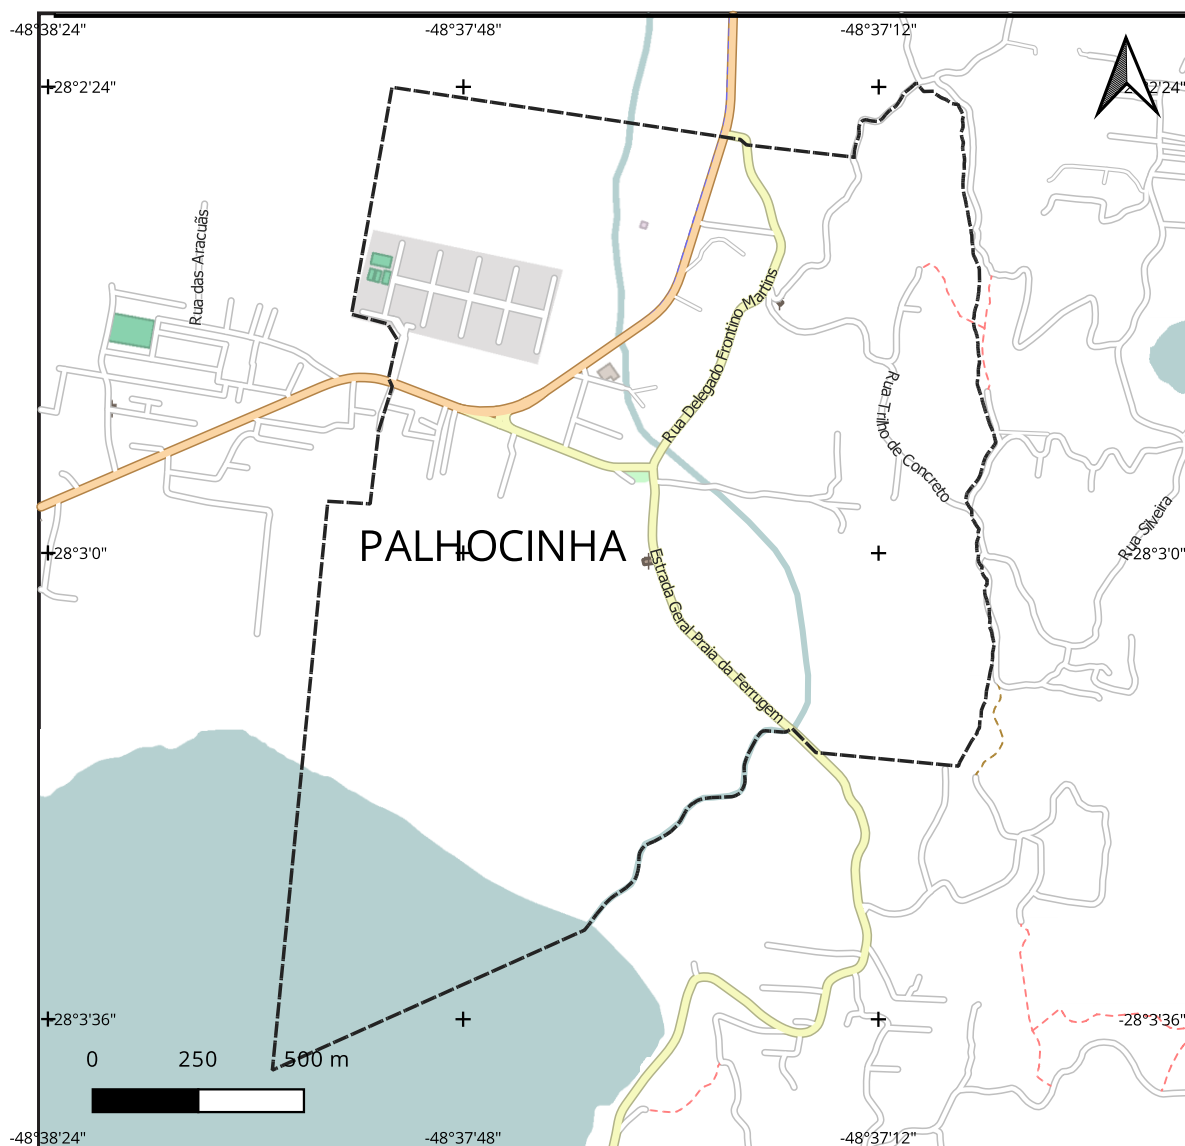 -48°38'24"
-48°37'48"
-48°37'12"
-28°2'24"
2'24"
Rua das Aracuãs
Rua Delegado Frontino Martins
Rua Trilho de Concreto
Rua Silveira
PALHOCINHA
-28°3'0"
-28°3'0"
Estrada Geral Praia da Ferrugem
-28°3'36"
-28°3'36"
0 250 500 m
-48°38'24"
-48°37'48"
-48°37'12"